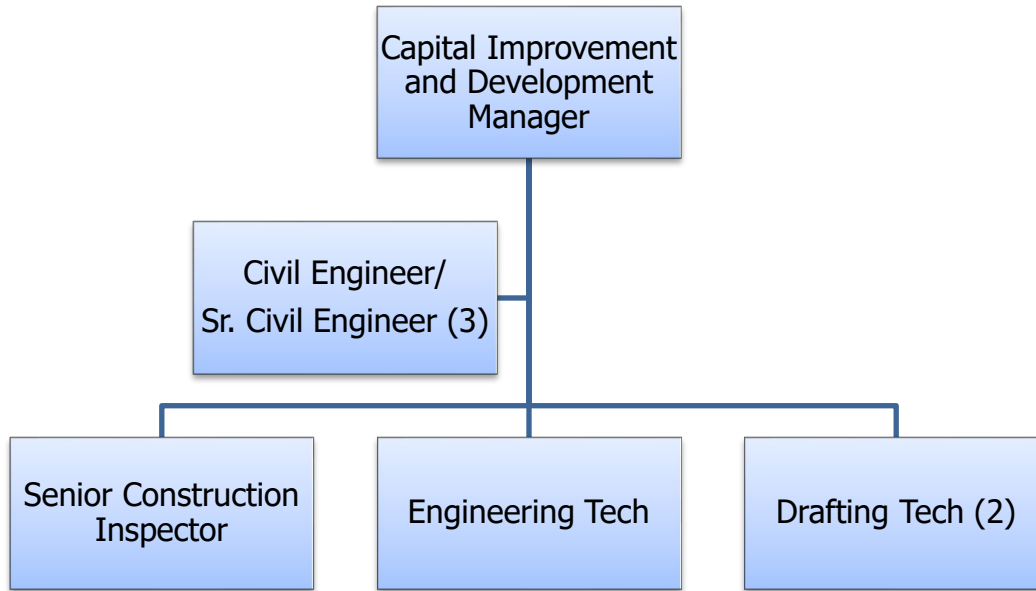 Capital Improvement
and Development
Manager
Civil Engineer/
Sr. Civil Engineer (3)
Senior Construction
Inspector
Engineering Tech
Drafting Tech (2)